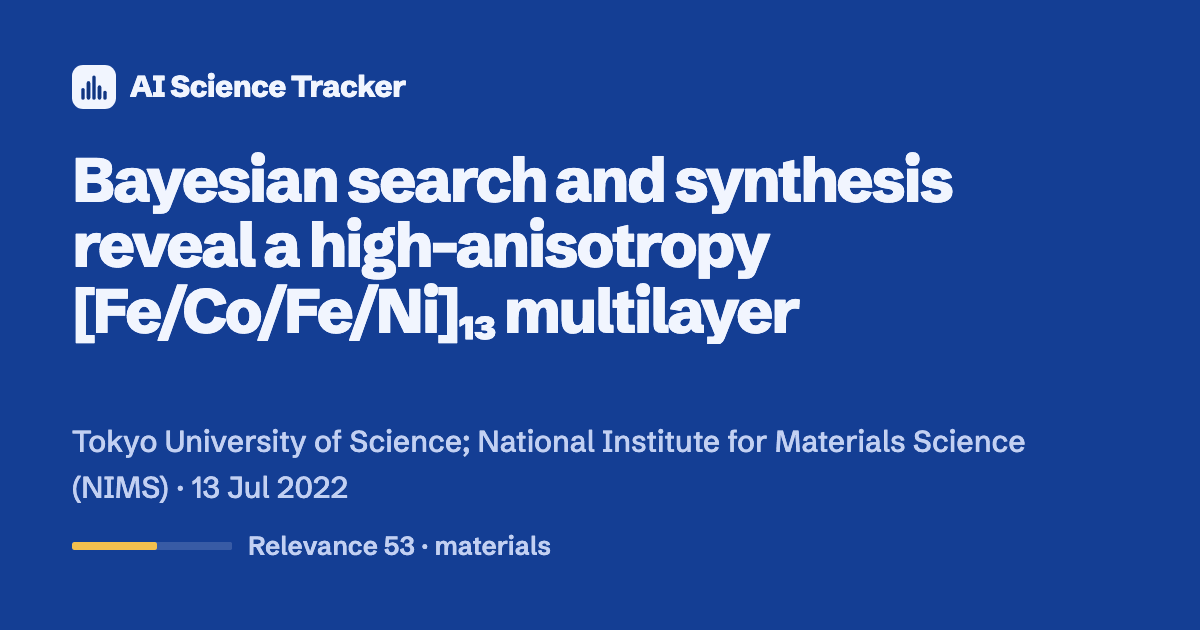 AI Science Tracker
Bayesian search and synthesis
reveal a high-anisotropy
[Fe/Co/Fe/Ni]₁₃ multilayer
Tokyo University of Science; National Institute for Materials Science
(NIMS) · 13 Jul 2022
Relevance 53 · materials